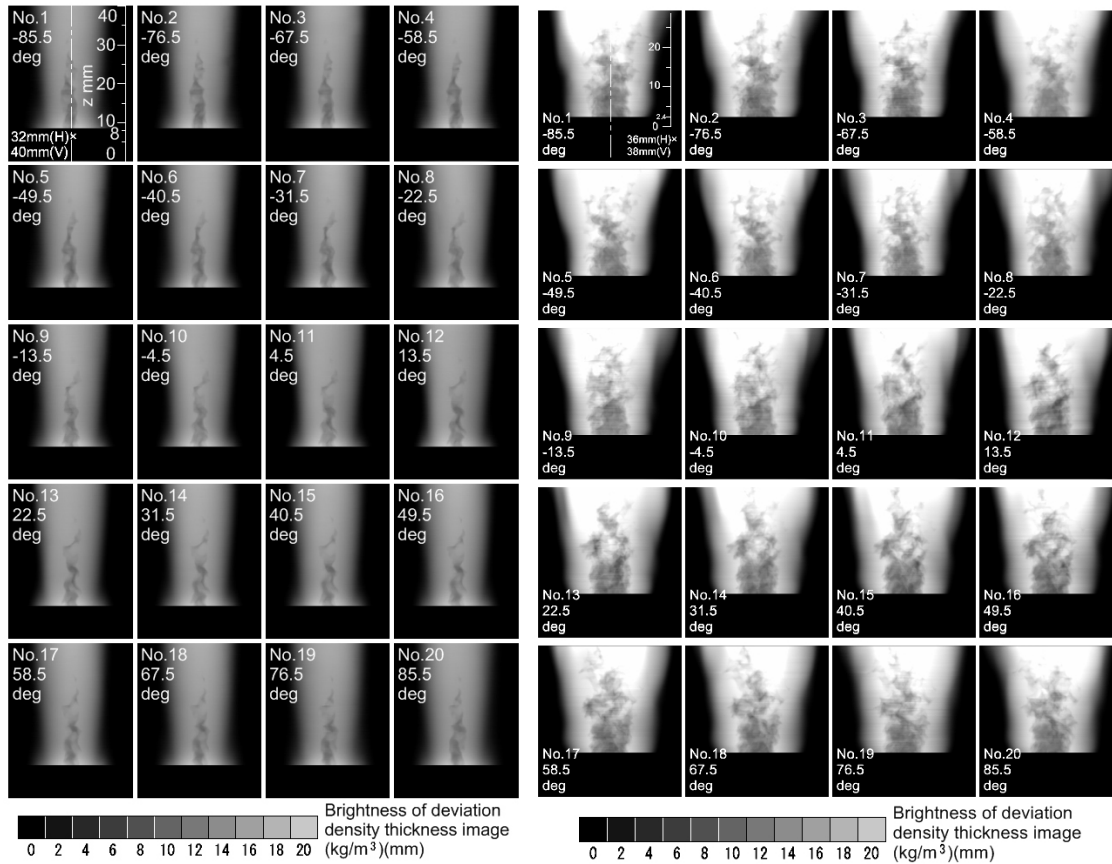 No.1
-85.5
deg
40
30
20
10
8
0
z mm
32mm(H)×
40mm(V)
No.2
-76.5
deg
No.3
-67.5
deg
No.4
-58.5
deg
No.5
-49.5
deg
No.6
-40.5
deg
No.7
-31.5
deg
No.8
-22.5
deg
No.9
-13.5
deg
No.10
-4.5
deg
No.11
4.5
deg
No.12
13.5
deg
No.13
22.5
deg
No.14
31.5
deg
No.15
40.5
deg
No.16
49.5
deg
No.17
58.5
deg
No.18
67.5
deg
No.19
76.5
deg
No.20
85.5
deg
0 2 4 6 8 10 12 14 16 18 20
Brightness of deviation
density thickness image
(kg/m³)(mm)
No.1
-85.5
deg
20
10
2.4
0
36mm(H)×
38mm(V)
No.2
-76.5
deg
No.3
-67.5
deg
No.4
-58.5
deg
No.5
-49.5
deg
No.6
-40.5
deg
No.7
-31.5
deg
No.8
-22.5
deg
No.9
-13.5
deg
No.10
-4.5
deg
No.11
4.5
deg
No.12
13.5
deg
No.13
22.5
deg
No.14
31.5
deg
No.15
40.5
deg
No.16
49.5
deg
No.17
58.5
deg
No.18
67.5
deg
No.19
76.5
deg
No.20
85.5
deg
0 2 4 6 8 10 12 14 16 18 20
Brightness of deviation
density thickness image
(kg/m³)(mm)